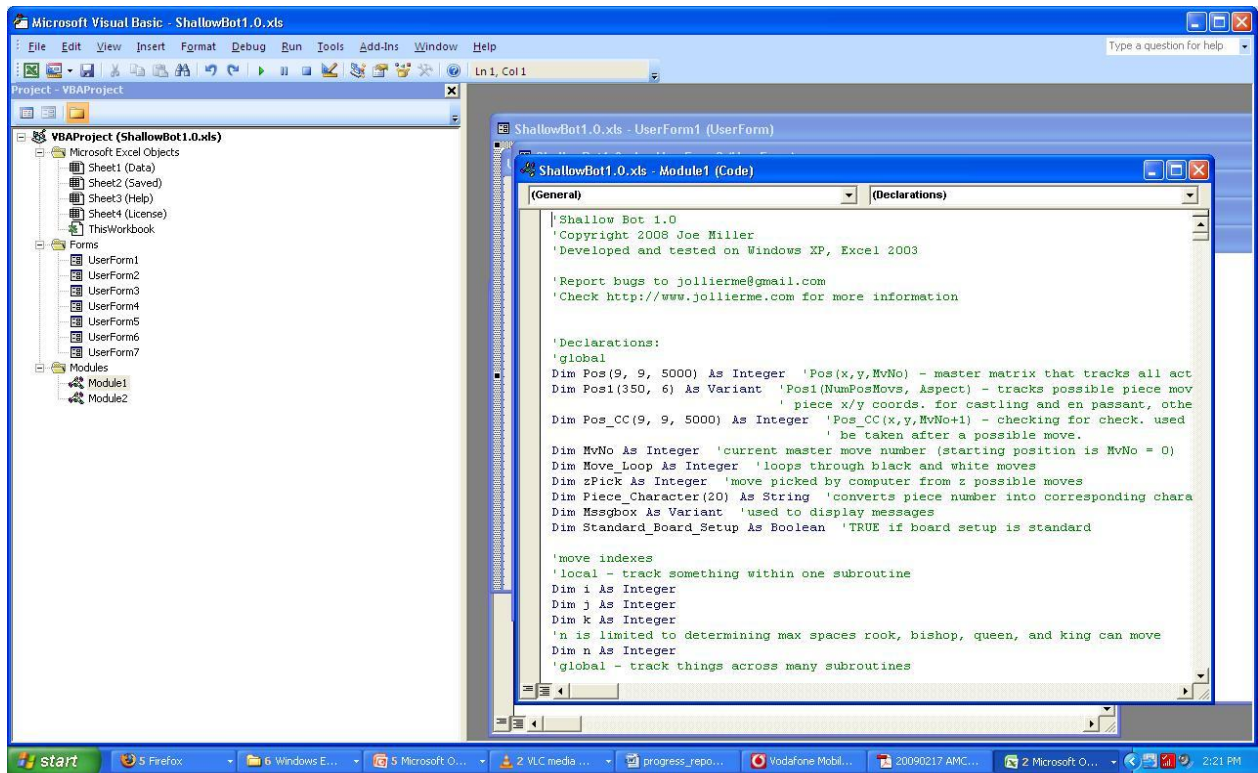 Microsoft Visual Basic - ShallowBot1.0.xls
File Edit View Insert Format Debug Run Tools Add-Ins Window Help
Type a question for help
Ln 1, Col 1
Project - VBAProject
VBAProject (ShallowBot1.0.xls)
Microsoft Excel Objects
Sheet1 (Data)
Sheet2 (Saved)
Sheet3 (Help)
Sheet4 (License)
ThisWorkbook
Forms
UserForm1
UserForm2
UserForm3
UserForm4
UserForm5
UserForm6
UserForm7
Modules
Module1
Module2
ShallowBot1.0.xls - UserForm1 (UserForm)
ShallowBot1.0.xls - Module1 (Code)
(General) (Declarations)
'Shallow Bot 1.0
'Copyright 2008 Joe Miller
'Developed and tested on Windows XP, Excel 2003
'Report bugs to jollierme@gmail.com
'Check http://www.jollierme.com for more information
'Declarations:
'global
Dim Pos(9, 9, 5000) As Integer 'Pos(x,y,MvNo) - master matrix that tracks all act
Dim Pos1(350, 6) As Variant 'Pos1(NumPosMovs, Aspect) - tracks possible piece mov
' piece x/y coords. for castling and en passant, othe
Dim Pos_CC(9, 9, 5000) As Integer 'Pos_CC(x,y,MvNo+1) - checking for check. used
' be taken after a possible move.
Dim MvNo As Integer 'current master move number (starting position is MvNo = 0)
Dim Move_Loop As Integer 'loops through black and white moves
Dim zPick As Integer 'move picked by computer from z possible moves
Dim Piece_Character(20) As String 'converts piece number into corresponding chara
Dim Mssgbox As Variant 'used to display messages
Dim Standard_Board_Setup As Boolean 'TRUE if board setup is standard
'move indexes
'local - track something within one subroutine
Dim i As Integer
Dim j As Integer
Dim k As Integer
'n is limited to determining max spaces rook, bishop, queen, and king can move
Dim n As Integer
'global - track things across many subroutines
start 5 Firefox 6 Windows E... 5 Microsoft O... 2 VLC media ... progress_repo... Vodafone Mobil... 20090217 AMC... 2 Microsoft O... 2:21 PM